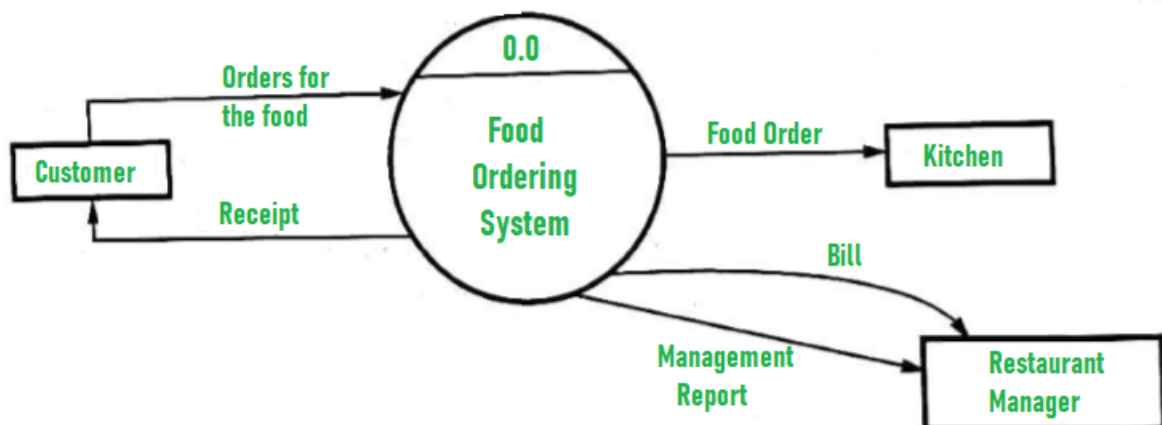 0.0
Orders for
the food
Food
Ordering
System
Food Order
Kitchen
Customer
Receipt
Bill
Management
Report
Restaurant
Manager